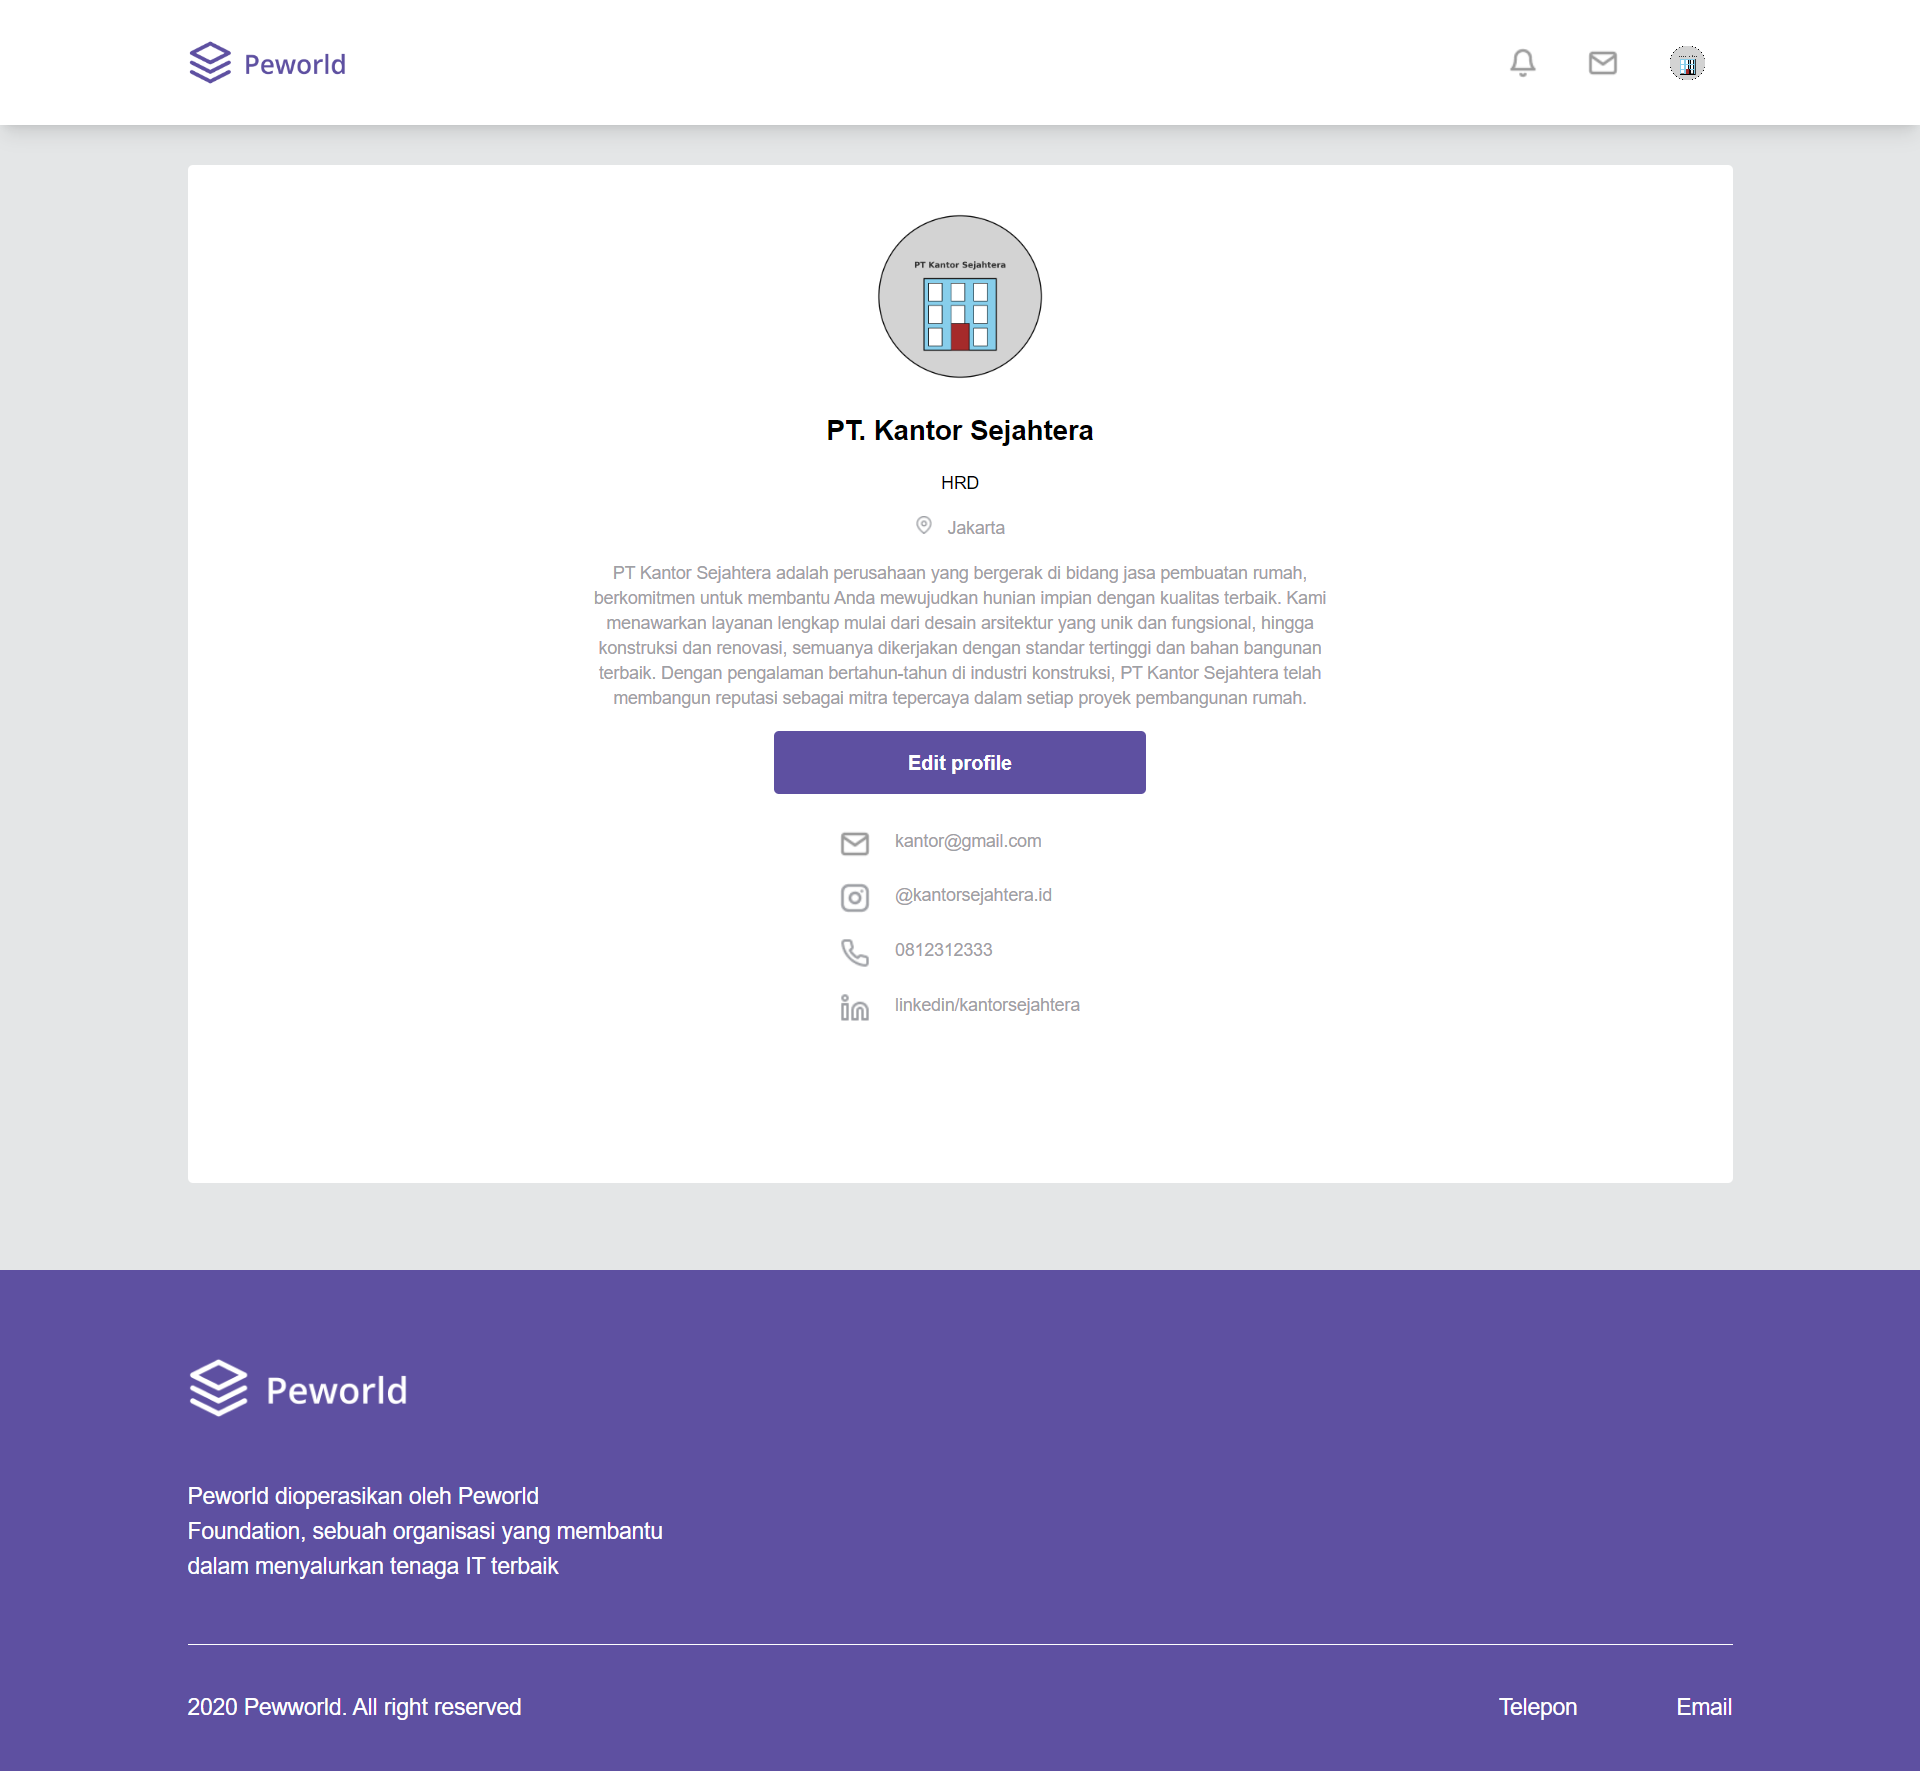 Peworld
PT Kantor Sejahtera
PT. Kantor Sejahtera
HRD
Jakarta
PT Kantor Sejahtera adalah perusahaan yang bergerak di bidang jasa pembuatan rumah,
berkomitmen untuk membantu Anda mewujudkan hunian impian dengan kualitas terbaik. Kami
menawarkan layanan lengkap mulai dari desain arsitektur yang unik dan fungsional, hingga
konstruksi dan renovasi, semuanya dikerjakan dengan standar tertinggi dan bahan bangunan
terbaik. Dengan pengalaman bertahun-tahun di industri konstruksi, PT Kantor Sejahtera telah
membangun reputasi sebagai mitra tepercaya dalam setiap proyek pembangunan rumah.
Edit profile
kantor@gmail.com
@kantorsejahtera.id
0812312333
linkedin/kantorsejahtera
Peworld
Peworld dioperasikan oleh Peworld
Foundation, sebuah organisasi yang membantu
dalam menyalurkan tenaga IT terbaik
2020 Pewworld. All right reserved
Telepon
Email